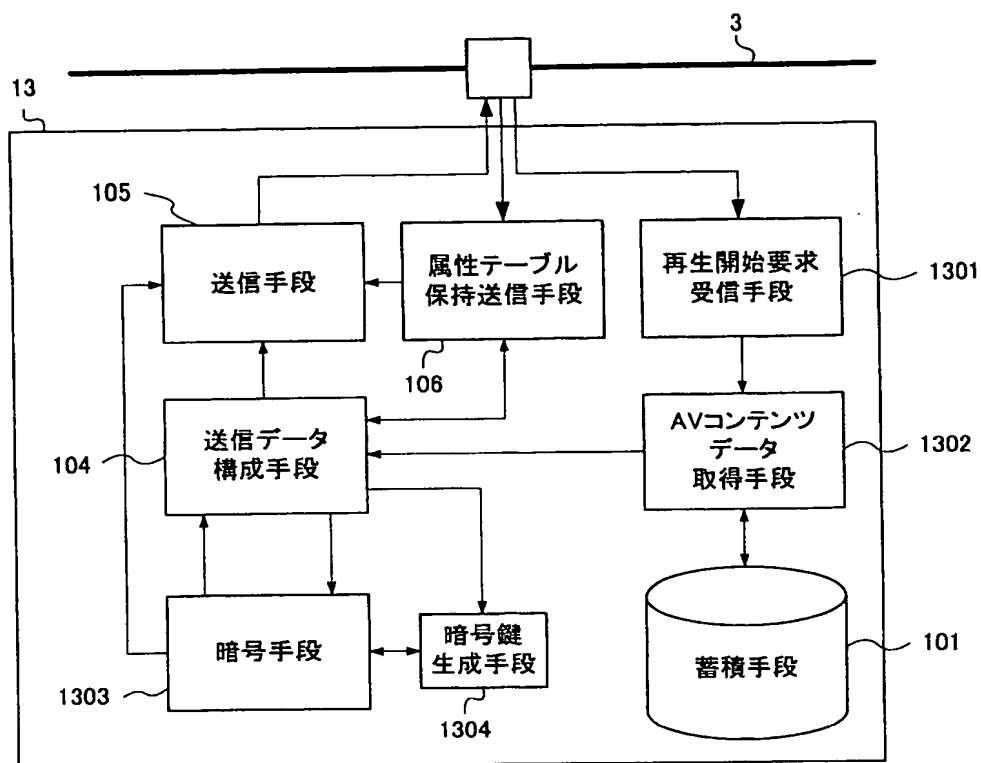 3
13
105
送信手段
属性テーブル
保持送信手段
106
再生開始要求
受信手段
1301
104
送信データ
構成手段
AVコンテンツ
データ
取得手段
1302
暗号手段
1303
暗号鍵
生成手段
1304
蓄積手段
101